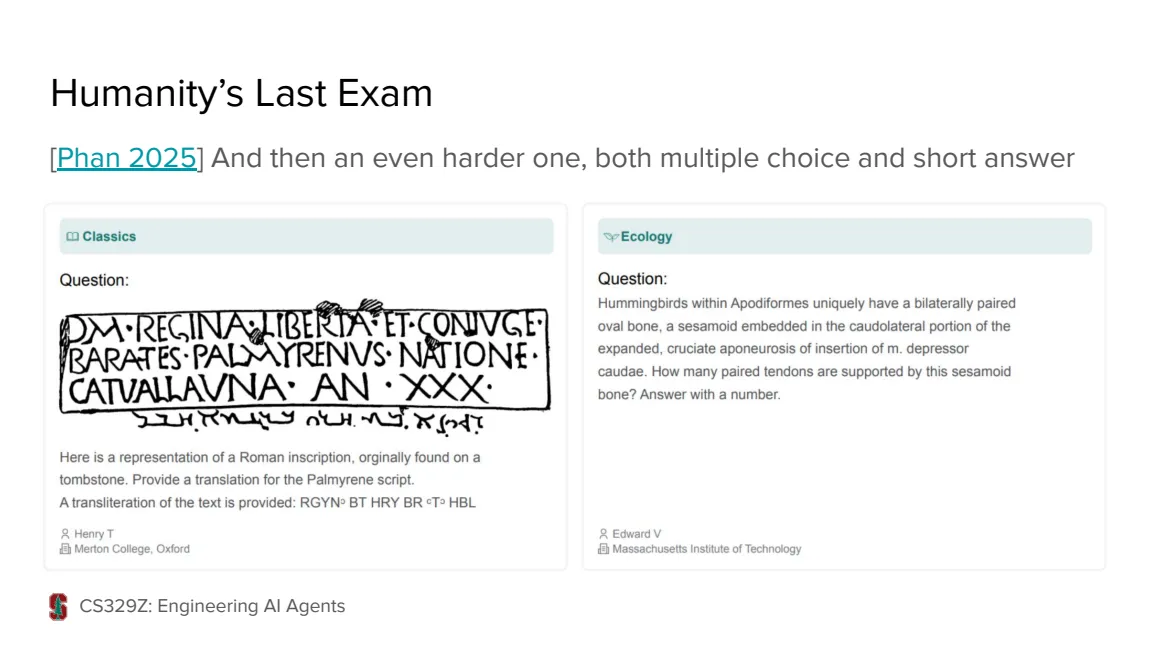 Humanity's Last Exam
[Phan 2025] And then an even harder one, both multiple choice and short answer
Classics
Question:
DM·REGINA·LIBERTA·ET·CONIVGE·
BARATES·PALMYRENVS·NATIONE·
CATVALLAVNA·AN·XXX·
Here is a representation of a Roman inscription, orginally found on a
tombstone. Provide a translation for the Palmyrene script.
A transliteration of the text is provided: RGYNᵓ BT HRY BR ᶜTᵓ HBL
Henry T
Merton College, Oxford
Ecology
Question:
Hummingbirds within Apodiformes uniquely have a bilaterally paired
oval bone, a sesamoid embedded in the caudolateral portion of the
expanded, cruciate aponeurosis of insertion of m. depressor
caudae. How many paired tendons are supported by this sesamoid
bone? Answer with a number.
Edward V
Massachusetts Institute of Technology
CS329Z: Engineering AI Agents